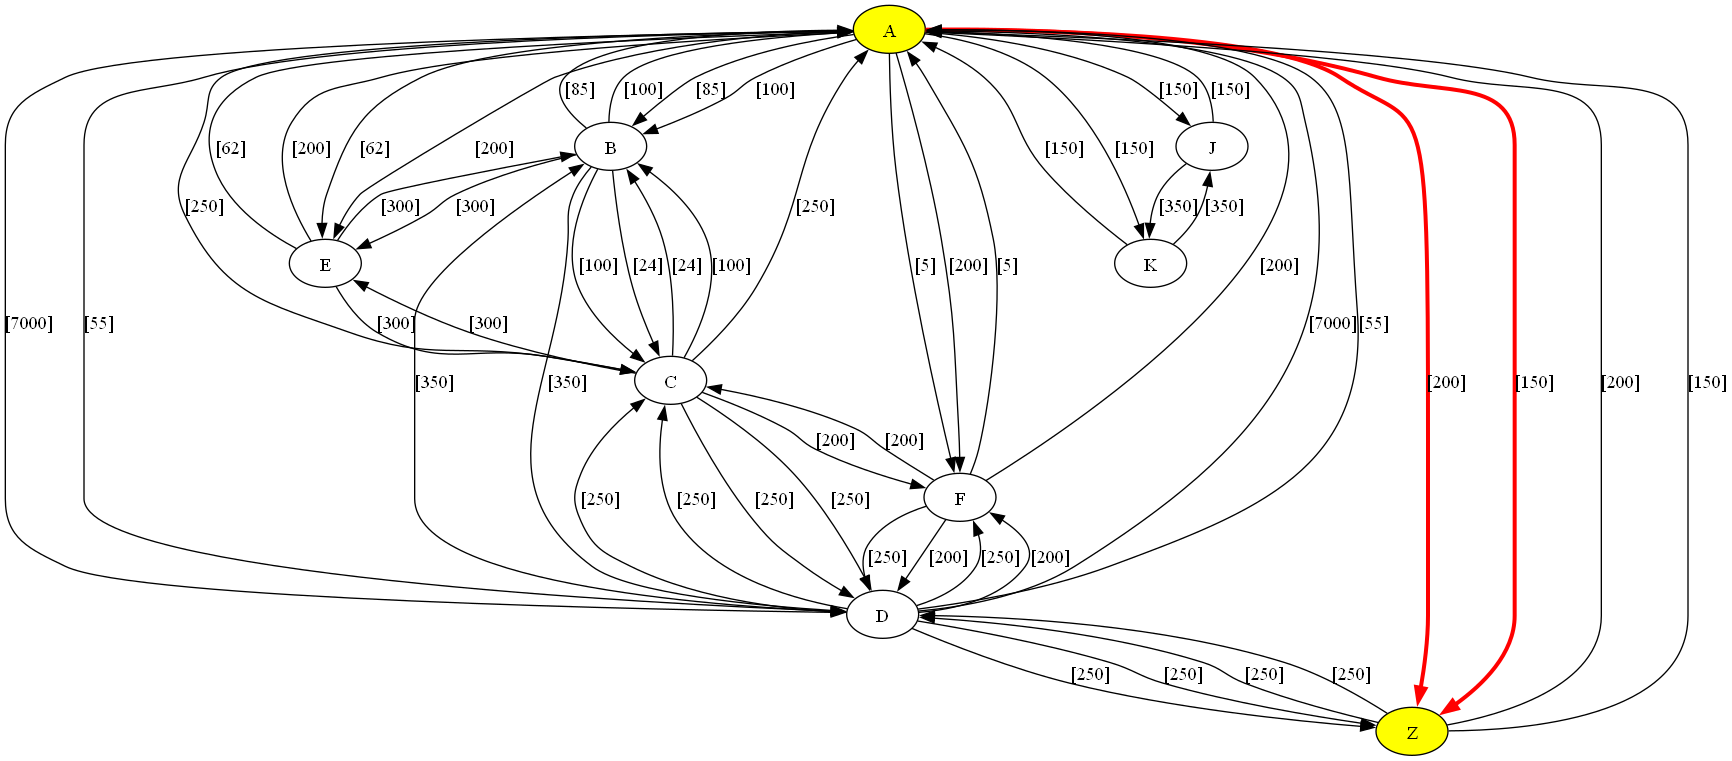 A
[85] [100] [85] [100] [150] [150]
[62] [200] [62] [200] B [150] [150] J
[250] [300] [300] [250] [350] [350]
E [100] [24] [24] [100] [5] [200] [5] K [200]
[7000] [55] [300] [300] [7000] [55]
[350] [350] C [200] [150] [200] [150]
[200] [200]
[250] [250] [250] [250] F
[250] [200] [250] [200]
D
[250] [250] [250] [250]
Z